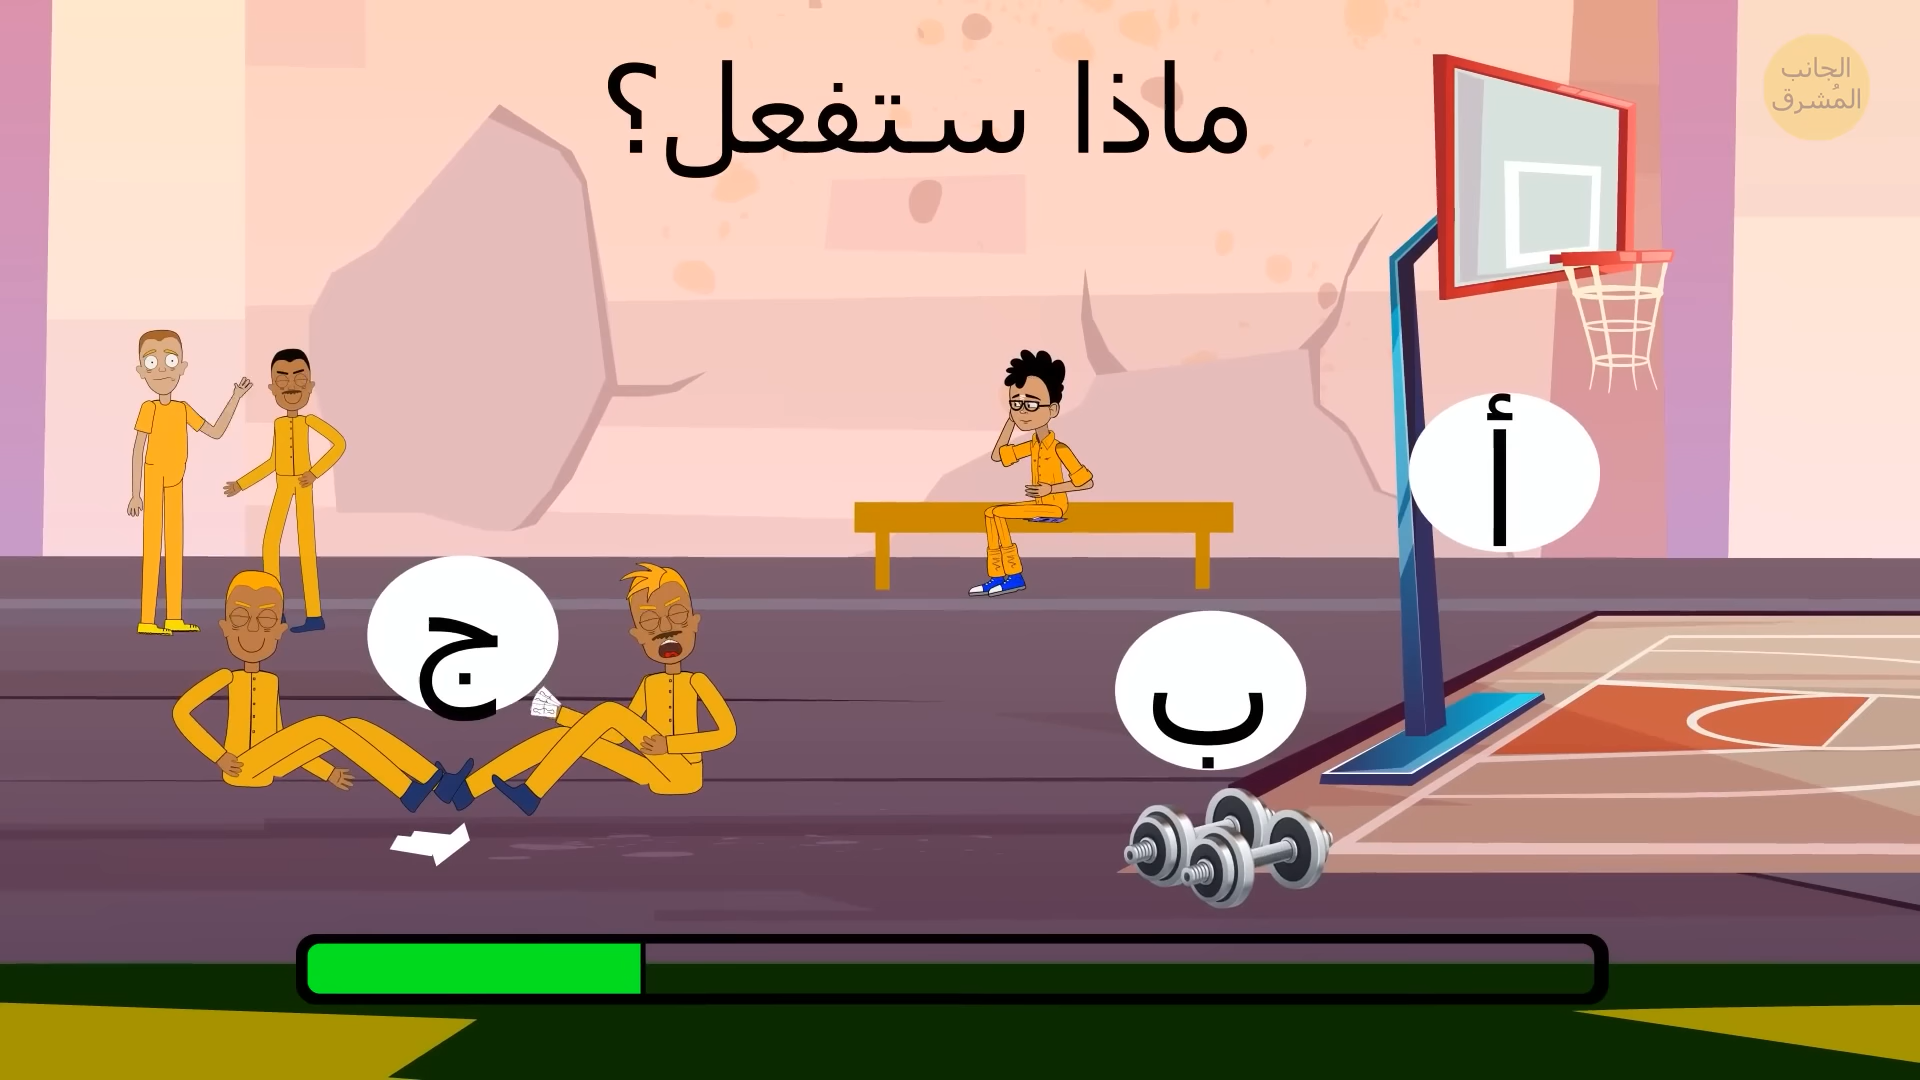 ماذا ستفعل؟
الجانب
المُشرق
أ
ب
ج